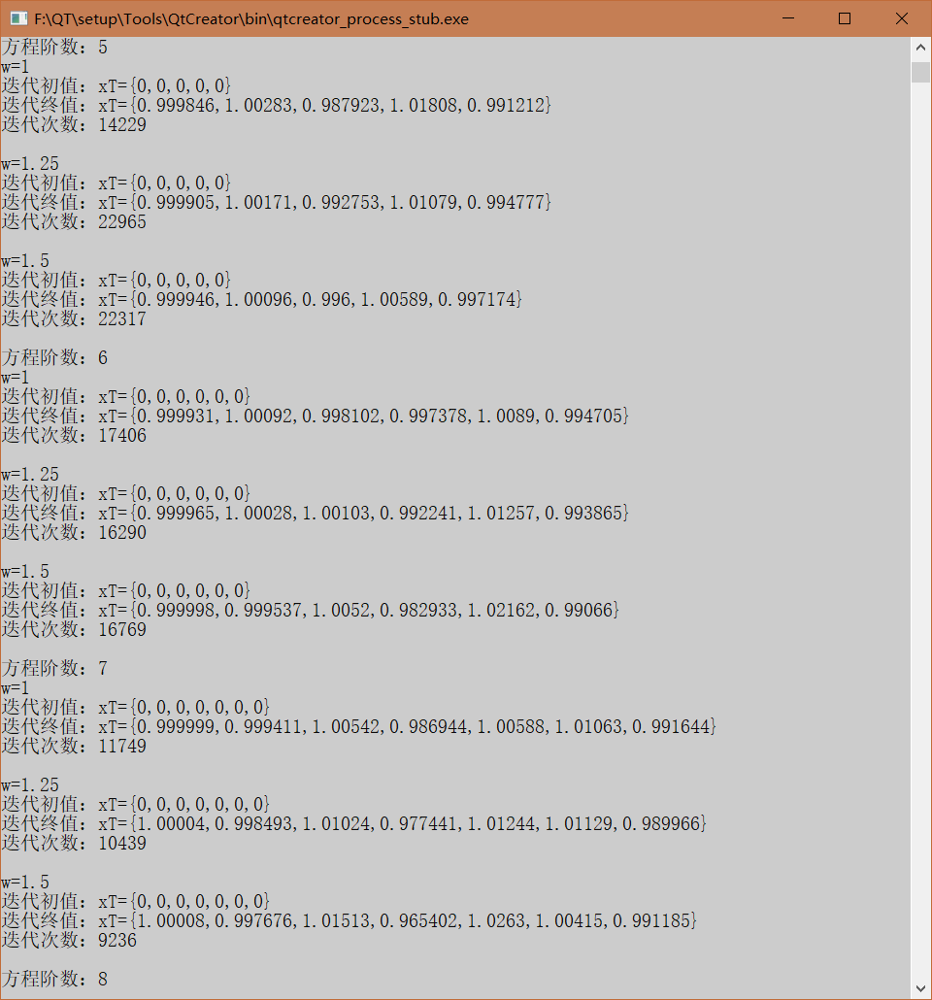 F:\QT\setup\Tools\QtCreator\bin\qtcreator_process_stub.exe
方程阶数：5
w=1
迭代初值：xT={0,0,0,0,0}
迭代终值：xT={0.999846,1.00283,0.987923,1.01808,0.991212}
迭代次数：14229
w=1.25
迭代初值：xT={0,0,0,0,0}
迭代终值：xT={0.999905,1.00171,0.992753,1.01079,0.994777}
迭代次数：22965
w=1.5
迭代初值：xT={0,0,0,0,0}
迭代终值：xT={0.999946,1.00096,0.996,1.00589,0.997174}
迭代次数：22317
方程阶数：6
w=1
迭代初值：xT={0,0,0,0,0,0}
迭代终值：xT={0.999931,1.00092,0.998102,0.997378,1.0089,0.994705}
迭代次数：17406
w=1.25
迭代初值：xT={0,0,0,0,0,0}
迭代终值：xT={0.999965,1.00028,1.00103,0.992241,1.01257,0.993865}
迭代次数：16290
w=1.5
迭代初值：xT={0,0,0,0,0,0}
迭代终值：xT={0.999998,0.999537,1.0052,0.982933,1.02162,0.99066}
迭代次数：16769
方程阶数：7
w=1
迭代初值：xT={0,0,0,0,0,0,0}
迭代终值：xT={0.999999,0.999411,1.00542,0.986944,1.00588,1.01063,0.991644}
迭代次数：11749
w=1.25
迭代初值：xT={0,0,0,0,0,0,0}
迭代终值：xT={1.00004,0.998493,1.01024,0.977441,1.01244,1.01129,0.989966}
迭代次数：10439
w=1.5
迭代初值：xT={0,0,0,0,0,0,0}
迭代终值：xT={1.00008,0.997676,1.01513,0.965402,1.0263,1.00415,0.991185}
迭代次数：9236
方程阶数：8